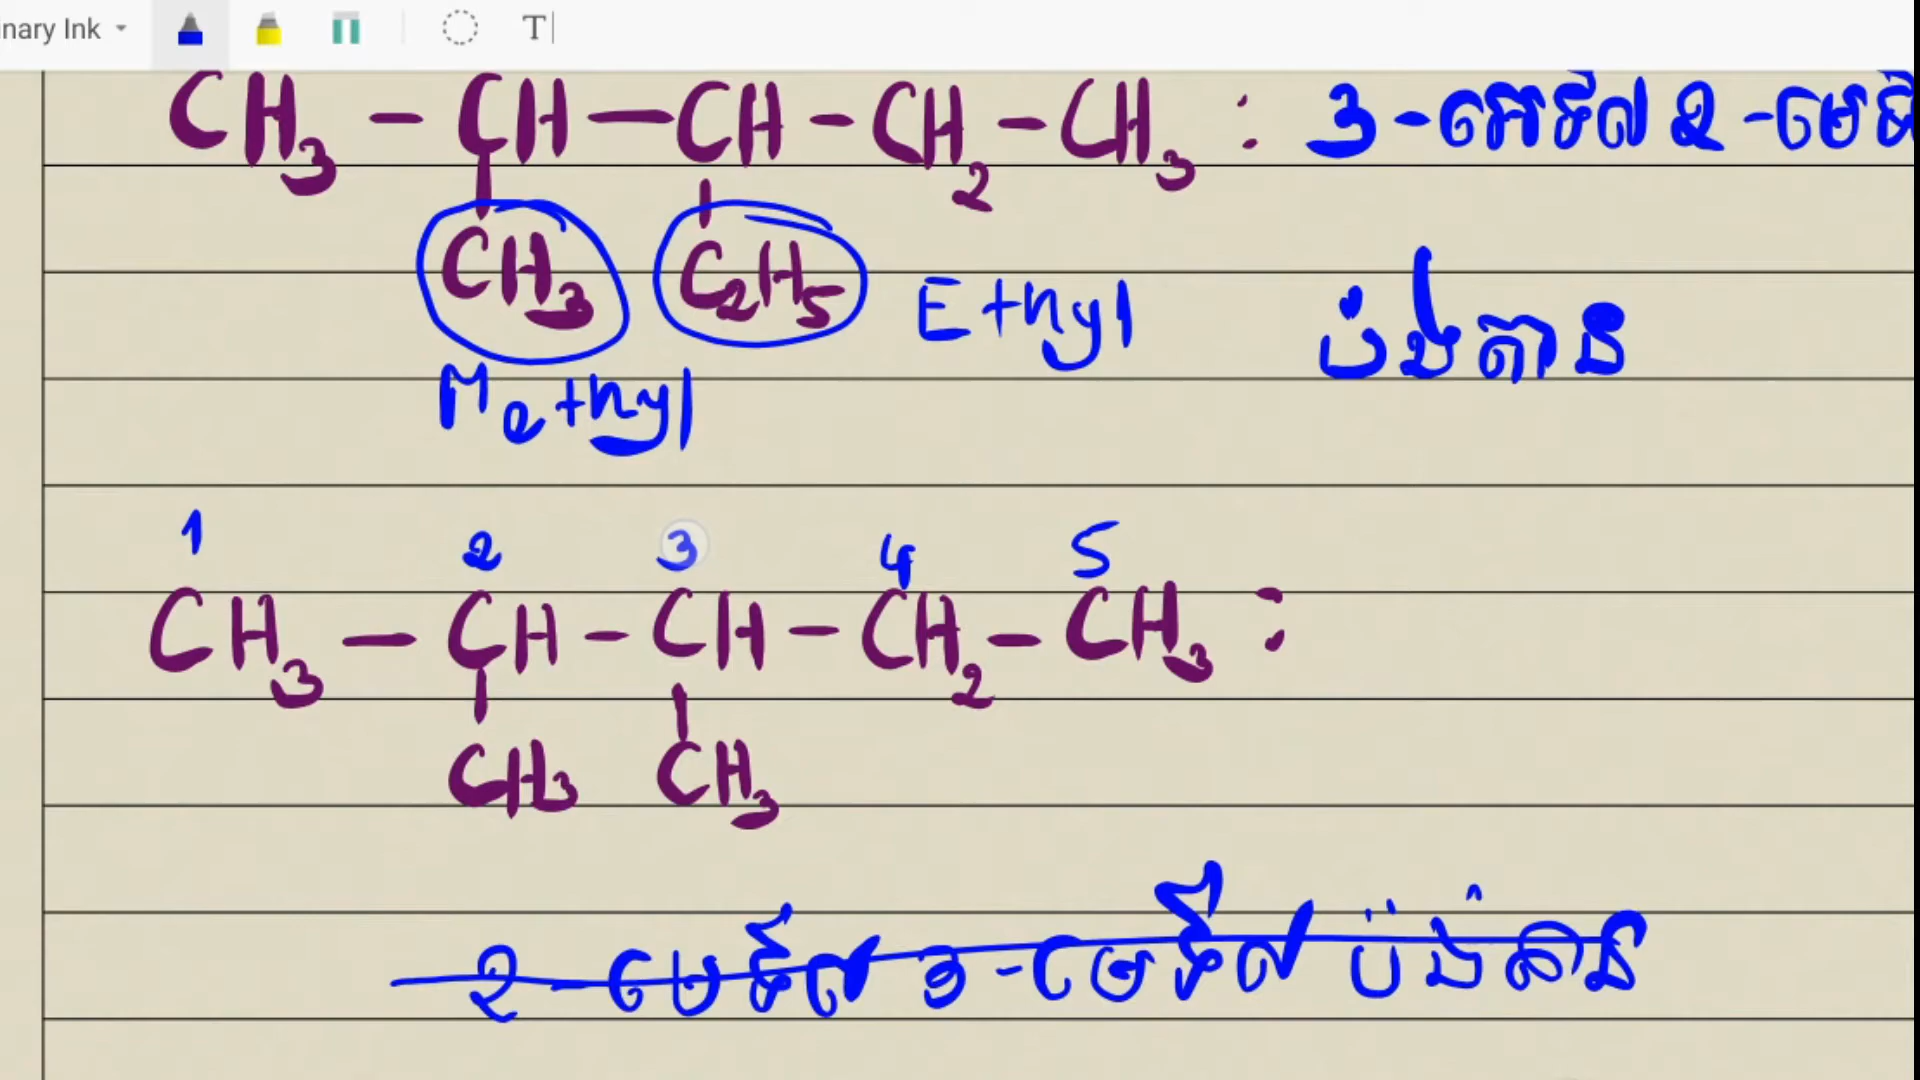 nary Ink
CH₃ – CH – CH – CH₂ – CH₃ : 3 -អេទីល 2 -មេទី
CH₃ C₂H₅ Ethyl ប៉ង់តាន
Methyl
1 2 3 4 5
CH₃ – CH – CH – CH₂ – CH₃ :
CH₃ CH₃
2 - មេទីល 3 - មេទីល ប៉ង់តាន